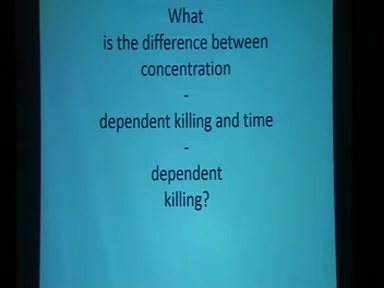 What
is the difference between
concentration
-
dependent killing and time
-
dependent
killing?